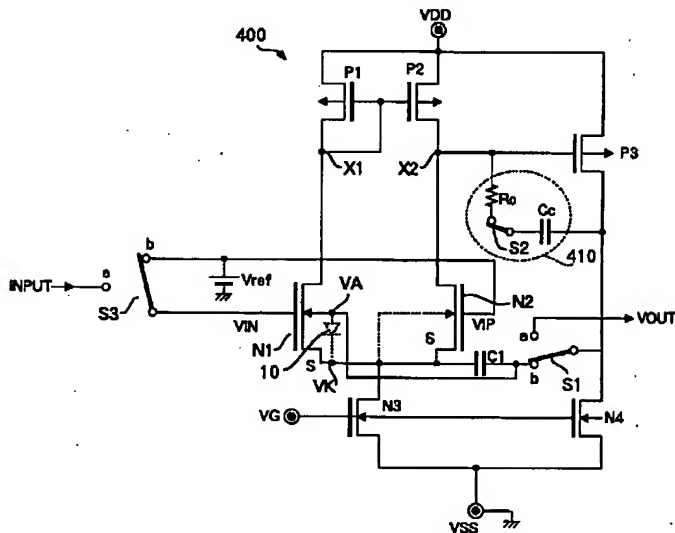 VDD
400
P1
P2
P3
X1
X2
Ro
Cc
S2
410
b
a
INPUT
S3
Vref
VA
N2
VIN
VIP
VOUT
N1
10
S
S
a
VK
C1
b
S1
VG
N3
N4
VSS